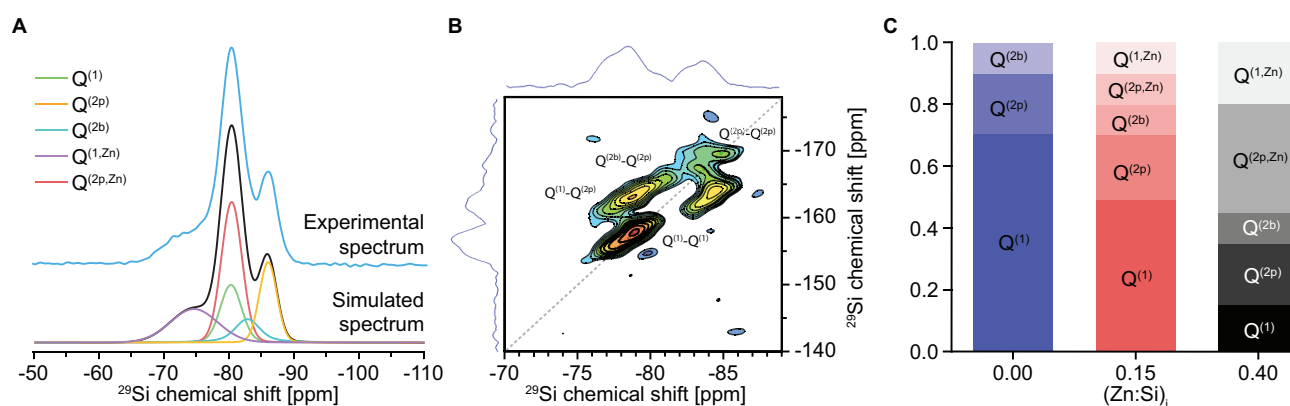 A
Q(1)
Q(2p)
Q(2b)
Q(1,Zn)
Q(2p,Zn)
Experimental
spectrum
Simulated
spectrum
-50 -60 -70 -80 -90 -100 -110
29Si chemical shift [ppm]
B
Q(2p)-Q(2p)
Q(2b)-Q(2p)
Q(1)-Q(2p)
Q(1)-Q(1)
-170
-160
-150
-140
29Si chemical shift [ppm]
-70 -75 -80 -85
29Si chemical shift [ppm]
C
1.0
0.8
0.6
0.4
0.2
0.0
Q(2b)
Q(2p)
Q(1)
Q(1,Zn)
Q(2p,Zn)
Q(2b)
Q(2p)
Q(1)
Q(1,Zn)
Q(2p,Zn)
Q(2b)
Q(2p)
Q(1)
0.00 0.15 0.40
(Zn:Si)i